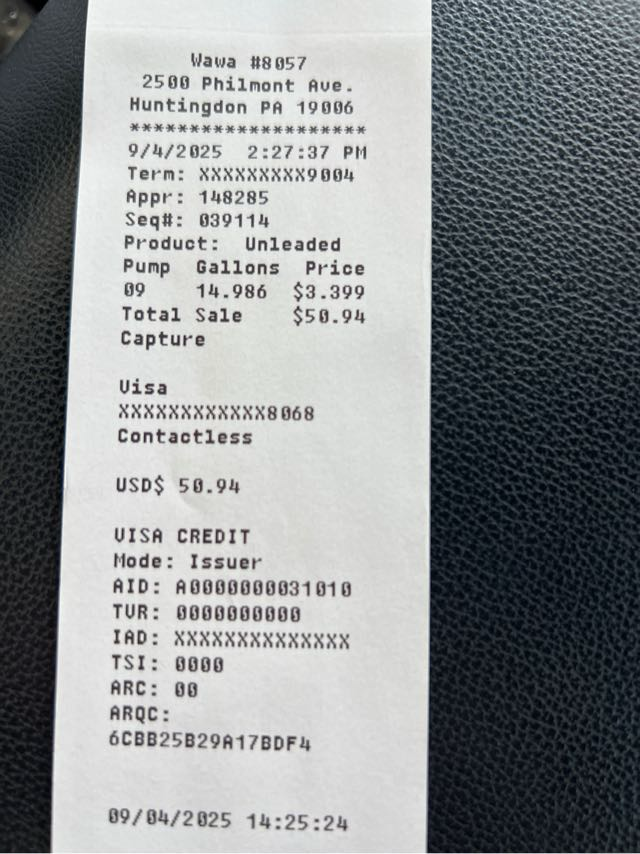 Wawa #8057
2500 Philmont Ave.
Huntingdon PA 19006
********************
9/4/2025  2:27:37 PM
Term: XXXXXXXXX9004
Appr: 148285
Seq#: 039114
Product:  Unleaded
Pump  Gallons  Price
09    14.986  $3.399
Total Sale    $50.94
Capture
Visa
XXXXXXXXXXXX8068
Contactless
USD$ 50.94
VISA CREDIT
Mode: Issuer
AID: A0000000031010
TVR: 0000000000
IAD: XXXXXXXXXXXXXX
TSI: 0000
ARC: 00
ARQC:
6CBB25B29A17BDF4
09/04/2025 14:25:24